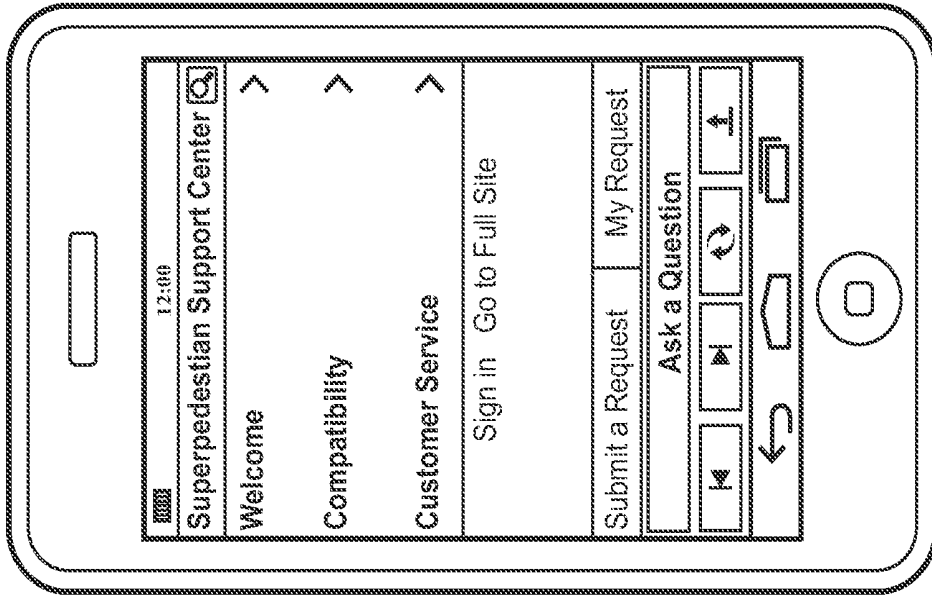 12:00
Superpedestian Support Center
Welcome
Compatibility
Customer Service
Sign in Go to Full Site
Submit a Request My Request
Ask a Question